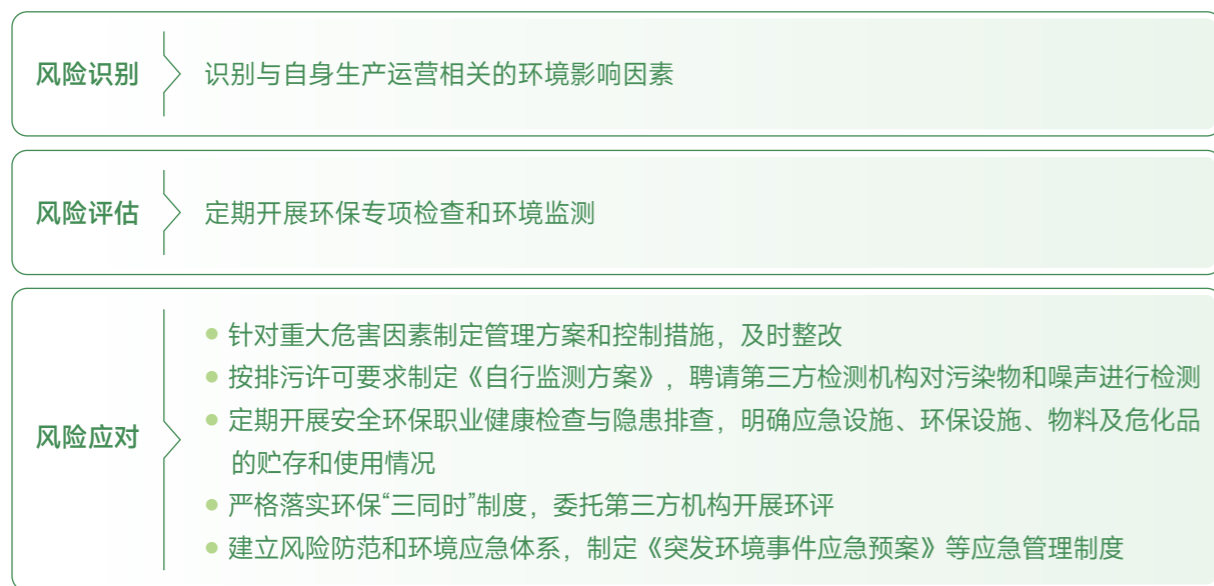 风险识别
识别与自身生产运营相关的环境影响因素
风险评估
定期开展环保专项检查和环境监测
风险应对
针对重大危害因素制定管理方案和控制措施，及时整改
按排污许可要求制定《自行监测方案》，聘请第三方检测机构对污染物和噪声进行检测
定期开展安全环保职业健康检查与隐患排查，明确应急设施、环保设施、物料及危化品
的贮存和使用情况
严格落实环保“三同时”制度，委托第三方机构开展环评
建立风险防范和环境应急体系，制定《突发环境事件应急预案》等应急管理制度